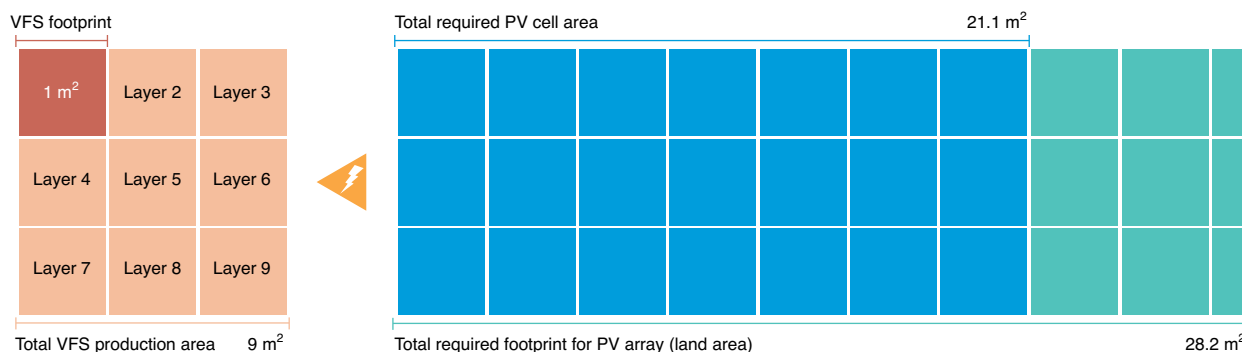 VFS footprint
Total required PV cell area 21.1 m²
1 m²
Layer 2
Layer 3
Layer 4
Layer 5
Layer 6
Layer 7
Layer 8
Layer 9
Total VFS production area 9 m²
Total required footprint for PV array (land area) 28.2 m²